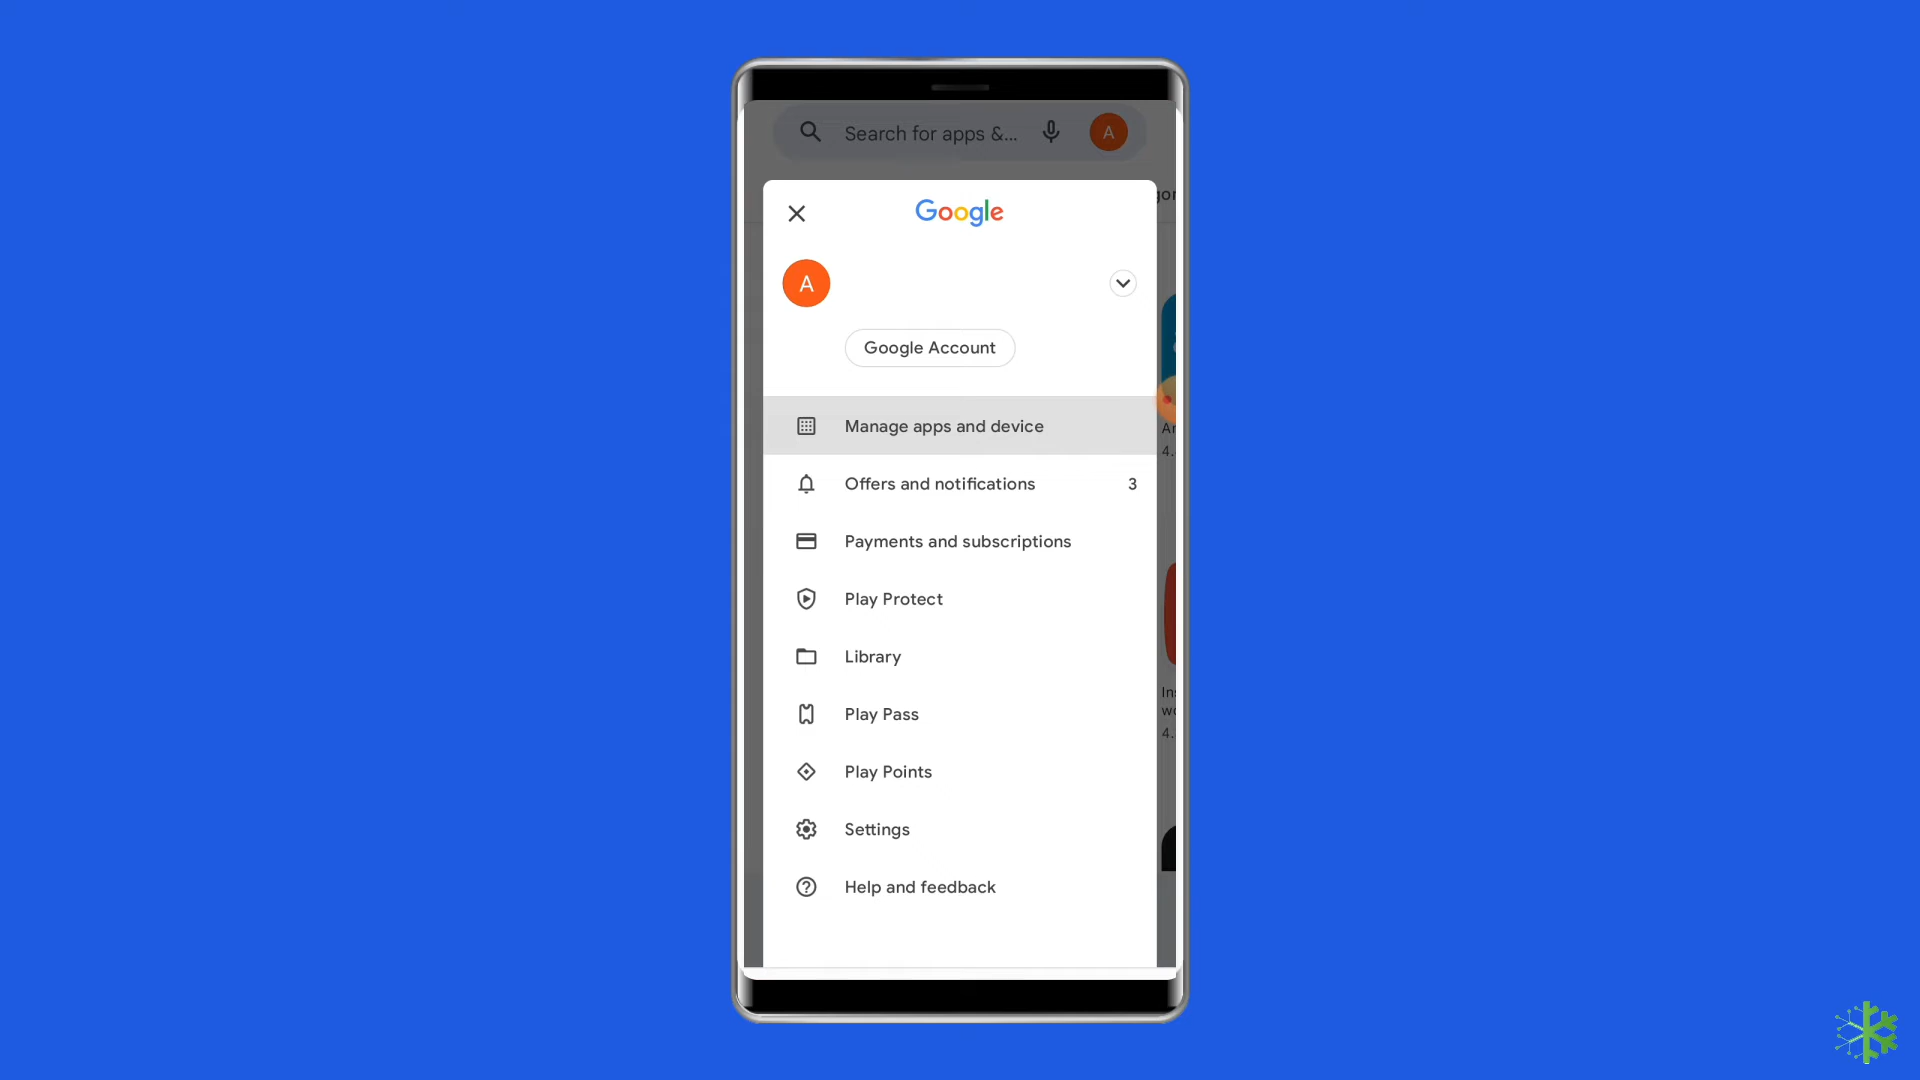 Search for apps &...
A
Google
A
Google Account
Manage apps and device
Offers and notifications 3
Payments and subscriptions
Play Protect
Library
Play Pass
Play Points
Settings
Help and feedback